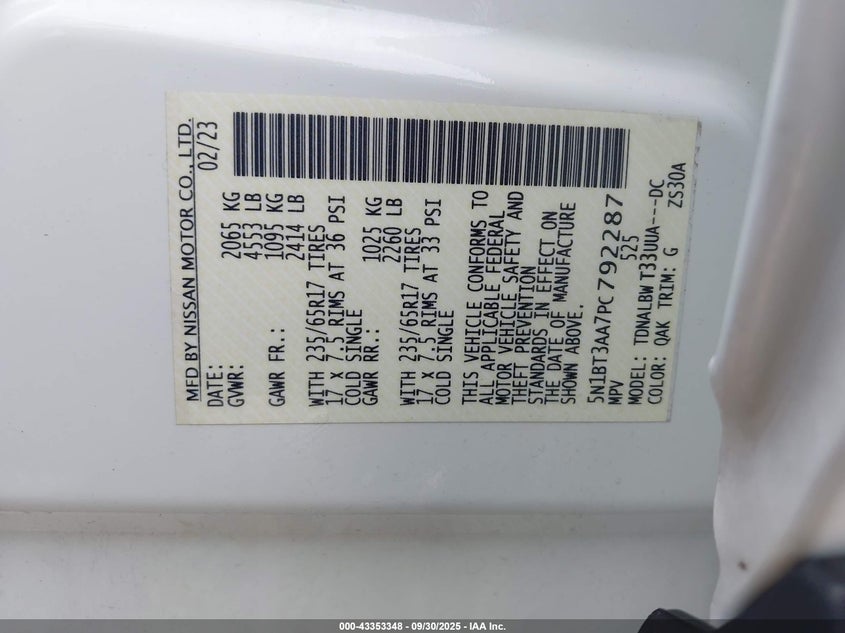 MFD BY NISSAN MOTOR CO., LTD.
DATE: 02/23
GVWR: 2065 KG
4553 LB
GAWR FR.: 1095 KG
2414 LB
WITH 235/65R17 TIRES
17 X 7.5 RIMS AT 36 PSI
COLD SINGLE
GAWR RR.: 1025 KG
2260 LB
WITH 235/65R17 TIRES
17 X 7.5 RIMS AT 33 PSI
COLD SINGLE
THIS VEHICLE CONFORMS TO
ALL APPLICABLE FEDERAL
MOTOR VEHICLE SAFETY AND
THEFT PREVENTION
STANDARDS IN EFFECT ON
THE DATE OF MANUFACTURE
SHOWN ABOVE.
5N1BT3AA7PC792287
MPV 525
MODEL: TDNALBW T33UUA---DC
COLOR: QAK TRIM: G ZS30A
000-43353348 - 09/30/2025 - IAA Inc.